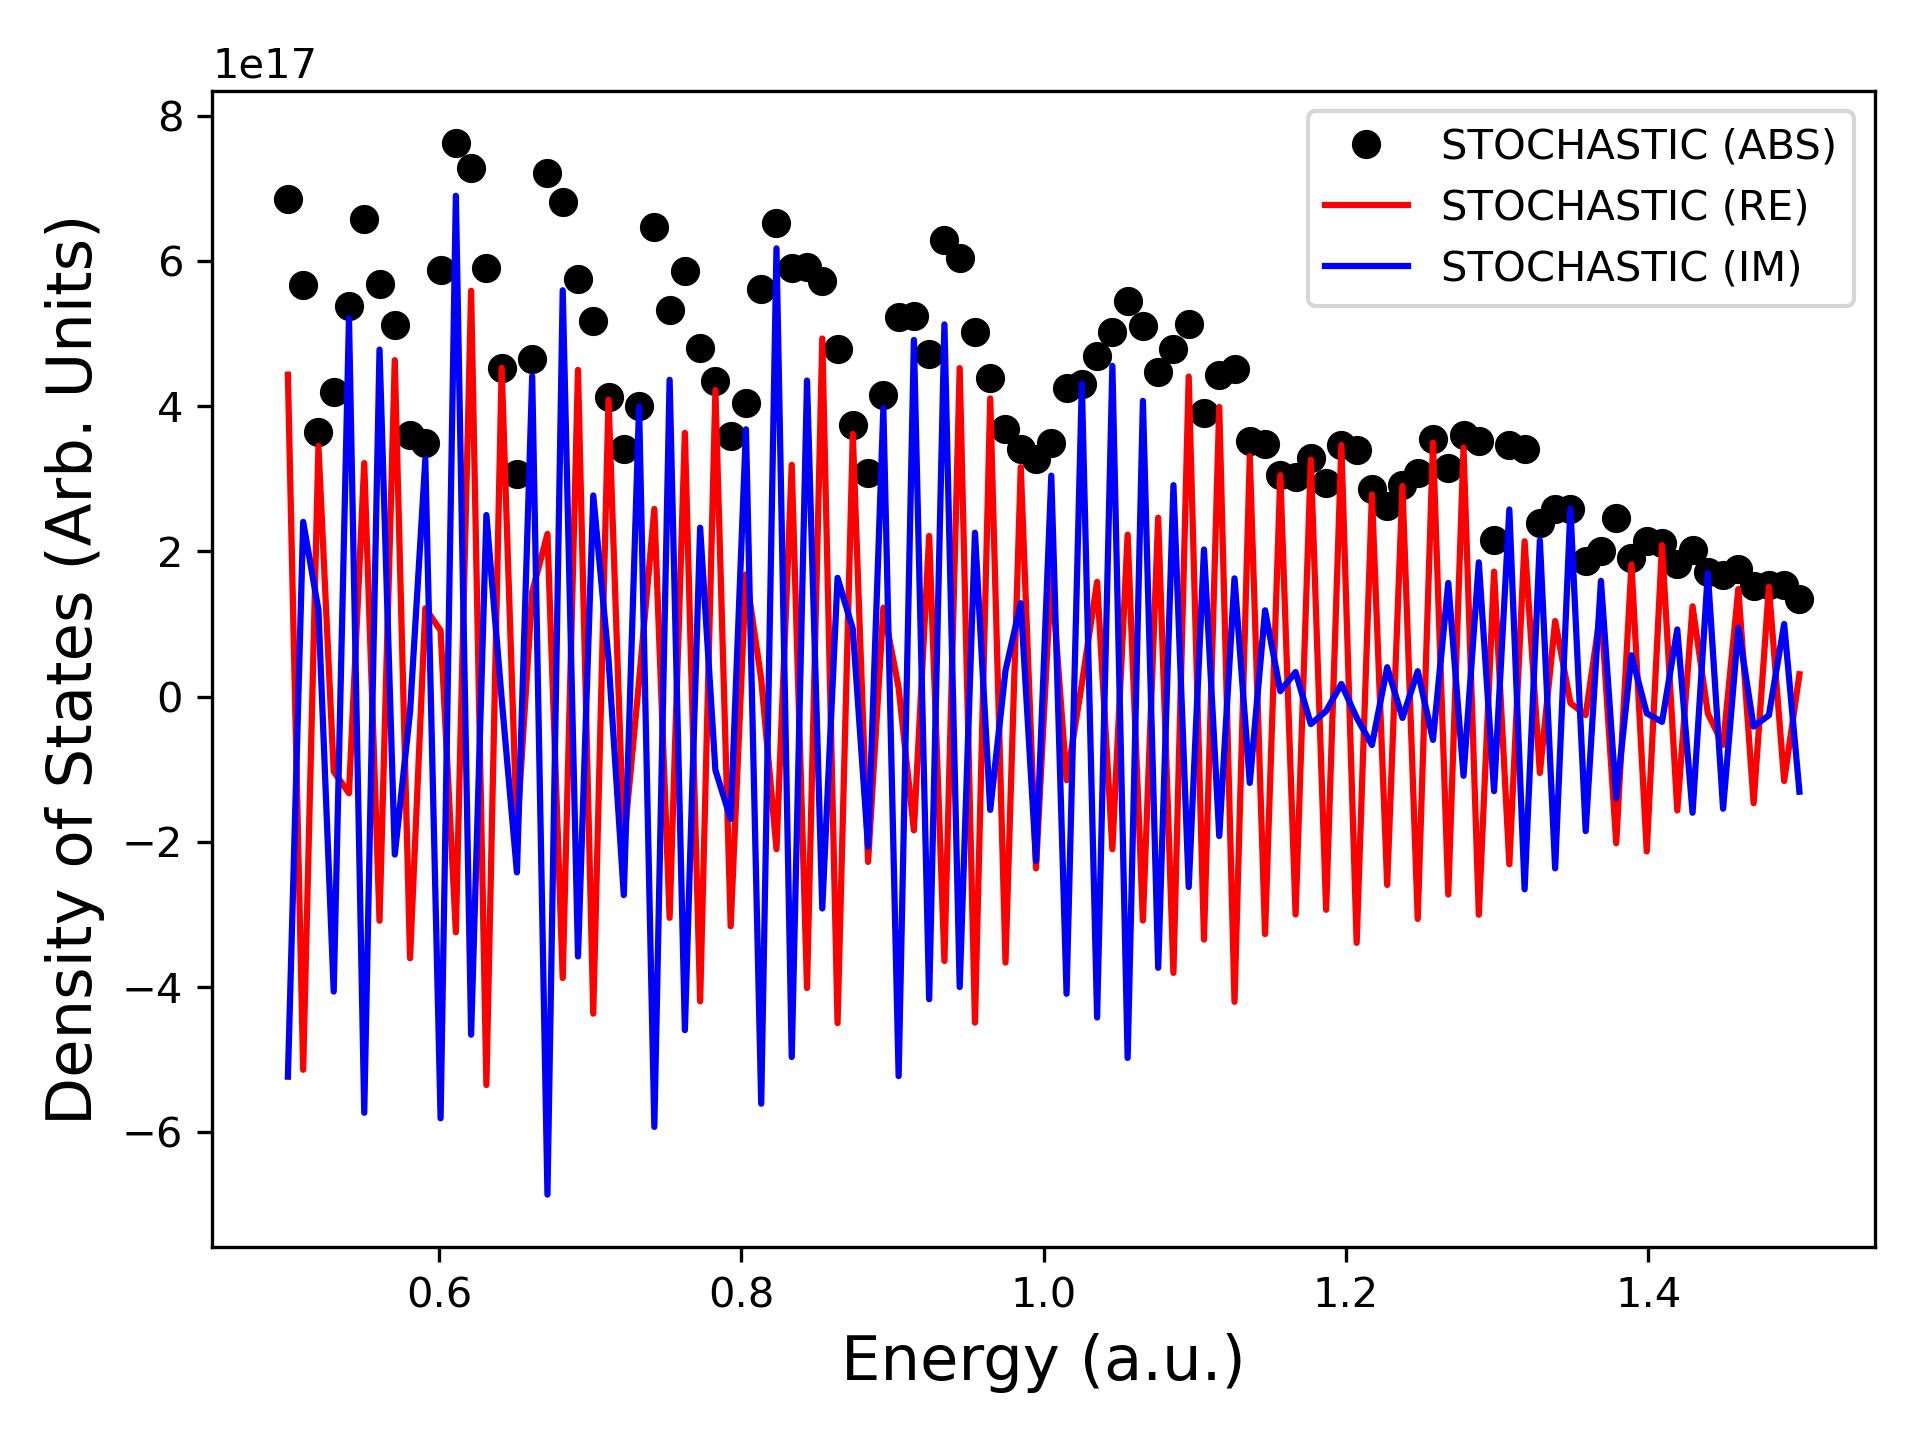 1e17
8
6
4
2
0
−2
−4
−6
Density of States (Arb. Units)
STOCHASTIC (ABS)
STOCHASTIC (RE)
STOCHASTIC (IM)
0.6 0.8 1.0 1.2 1.4
Energy (a.u.)